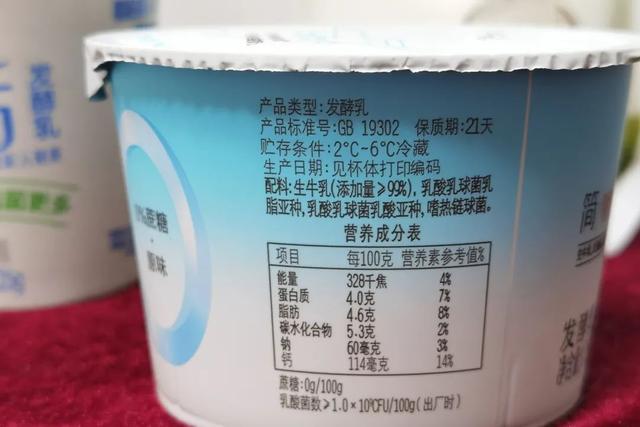 产品类型:发酵乳
产品标准号:GB 19302 保质期:21天
贮存条件:2°C~6°C冷藏
生产日期:见杯体打印编码
配料:生牛乳(添加量≥99%),乳酸乳球菌乳
脂亚种,乳酸乳球菌乳酸亚种,嗜热链球菌。
营养成分表
项目 每100克 营养素参考值%
能量 328千焦 4%
蛋白质 4.0克 7%
脂肪 4.6克 8%
碳水化合物 5.3克 2%
钠 60毫克 3%
钙 114毫克 14%
蔗糖:0g/100g
乳酸菌数≥1.0×10⁶CFU/100g(出厂时)
%蔗糖
原味
简
发酵
净含
发酵乳
菌更多